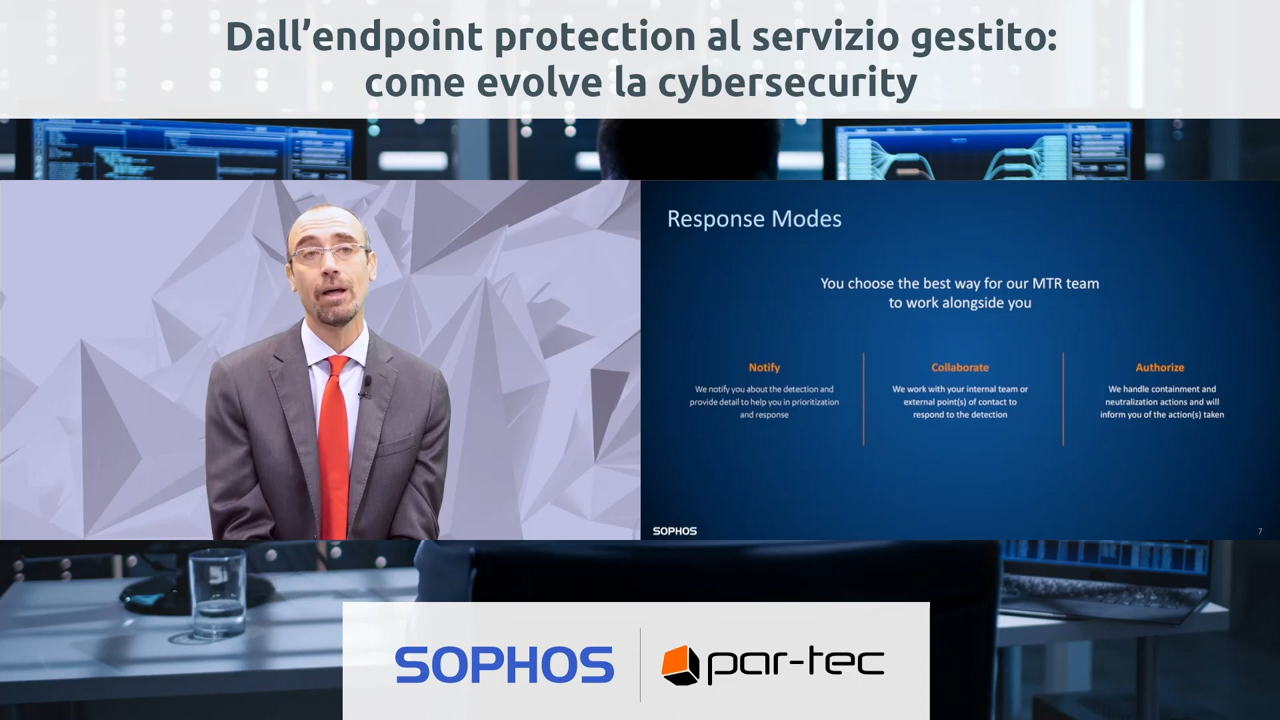 Dall’endpoint protection al servizio gestito:
come evolve la cybersecurity
Response Modes
You choose the best way for our MTR team
to work alongside you
Notify
We notify you about the detection and
provide detail to help you in prioritization
and response
Collaborate
We work with your internal team or
external point(s) of contact to
respond to the detection
Authorize
We handle containment and
neutralization actions and will
inform you of the action(s) taken
SOPHOS
7
SOPHOS
par-tec